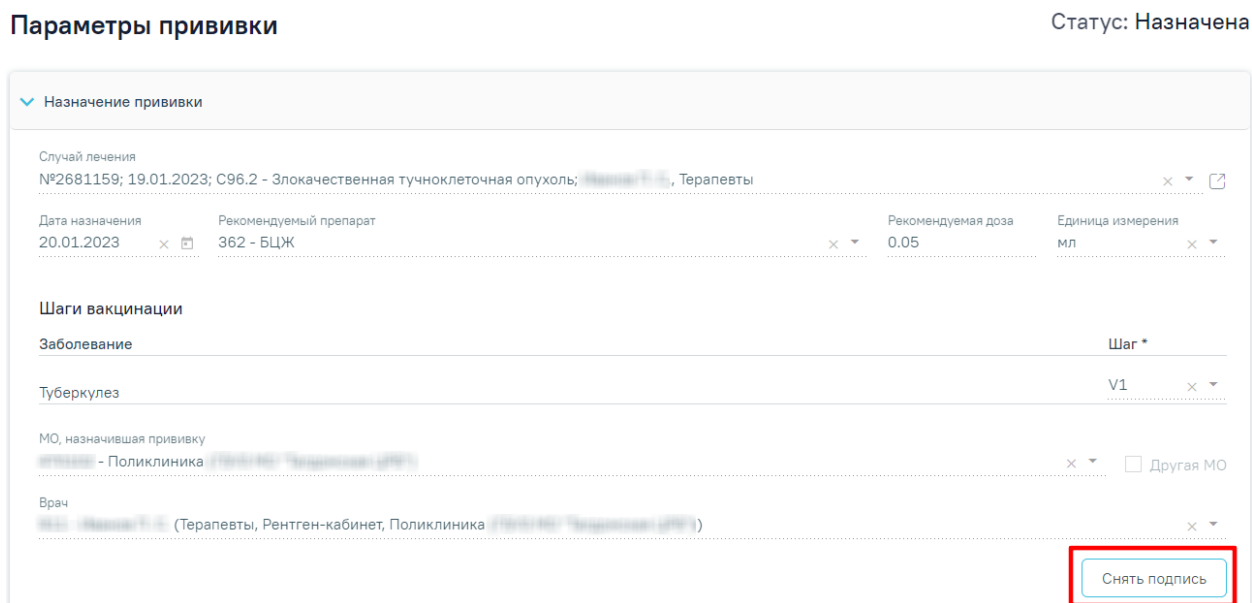 Параметры прививки
Статус: Назначена
Назначение прививки
Случай лечения
№2681159; 19.01.2023; С96.2 - Злокачественная тучноклеточная опухоль; , Терапевты
Дата назначения Рекомендуемый препарат Рекомендуемая доза Единица измерения
20.01.2023 362 - БЦЖ 0.05 мл
Шаги вакцинации
Заболевание Шаг *
Туберкулез V1
МО, назначившая прививку
- Поликлиника
Другая МО
Врач
(Терапевты, Рентген-кабинет, Поликлиника )
Снять подпись